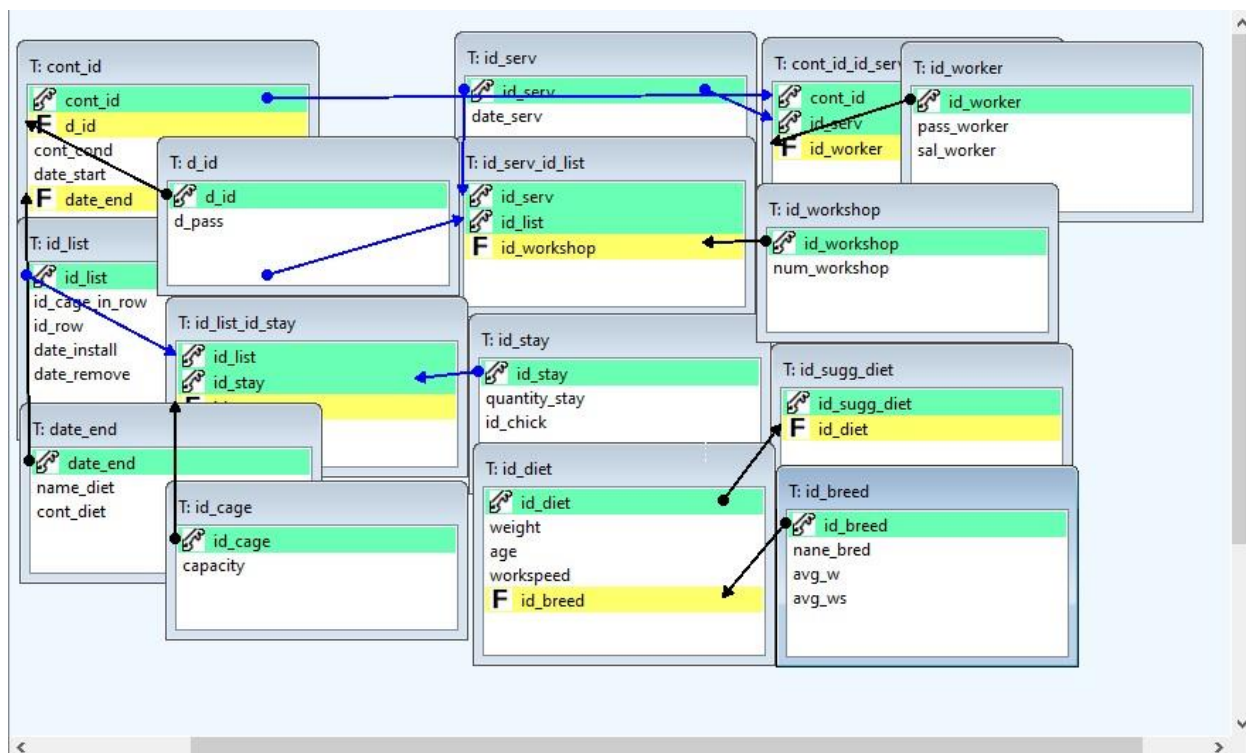 T: cont_id
cont_id
F d_id
cont_cond
date_start
F date_end
T: id_serv
id_serv
date_serv
T: cont_id_id_serv
cont_id
id_serv
F id_worker
T: id_worker
id_worker
pass_worker
sal_worker
T: d_id
d_id
d_pass
T: id_serv_id_list
id_serv
id_list
F id_workshop
T: id_workshop
id_workshop
num_workshop
T: id_list
id_list
id_cage_in_row
id_row
date_install
date_remove
T: id_list_id_stay
id_list
id_stay
T: id_stay
id_stay
quantity_stay
id_chick
T: id_sugg_diet
id_sugg_diet
F id_diet
T: date_end
date_end
name_diet
cont_diet
T: id_cage
id_cage
capacity
T: id_diet
id_diet
weight
age
workspeed
F id_breed
T: id_breed
id_breed
nane_bred
avg_w
avg_ws